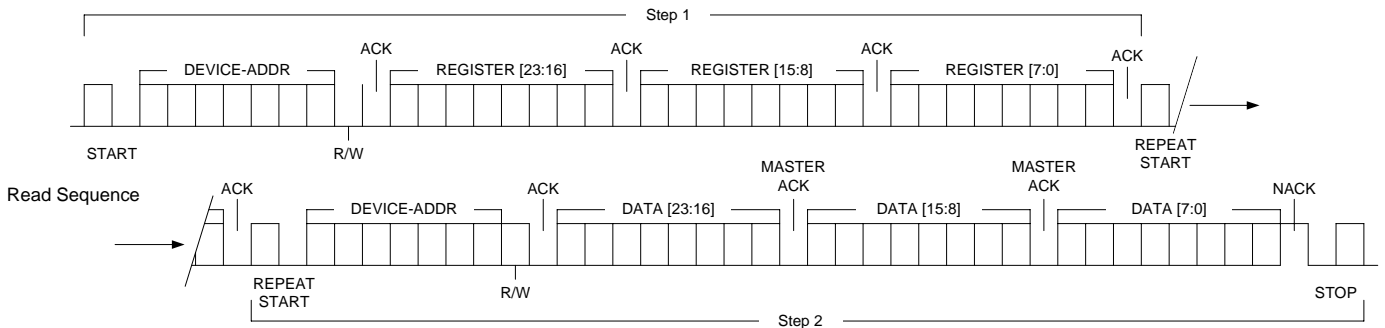 Step 1
ACK ACK ACK ACK
DEVICE-ADDR REGISTER [23:16] REGISTER [15:8] REGISTER [7:0]
START R/W REPEAT
START
Read Sequence
ACK ACK MASTER
ACK MASTER
ACK NACK
DEVICE-ADDR DATA [23:16] DATA [15:8] DATA [7:0]
REPEAT
START R/W STOP
Step 2